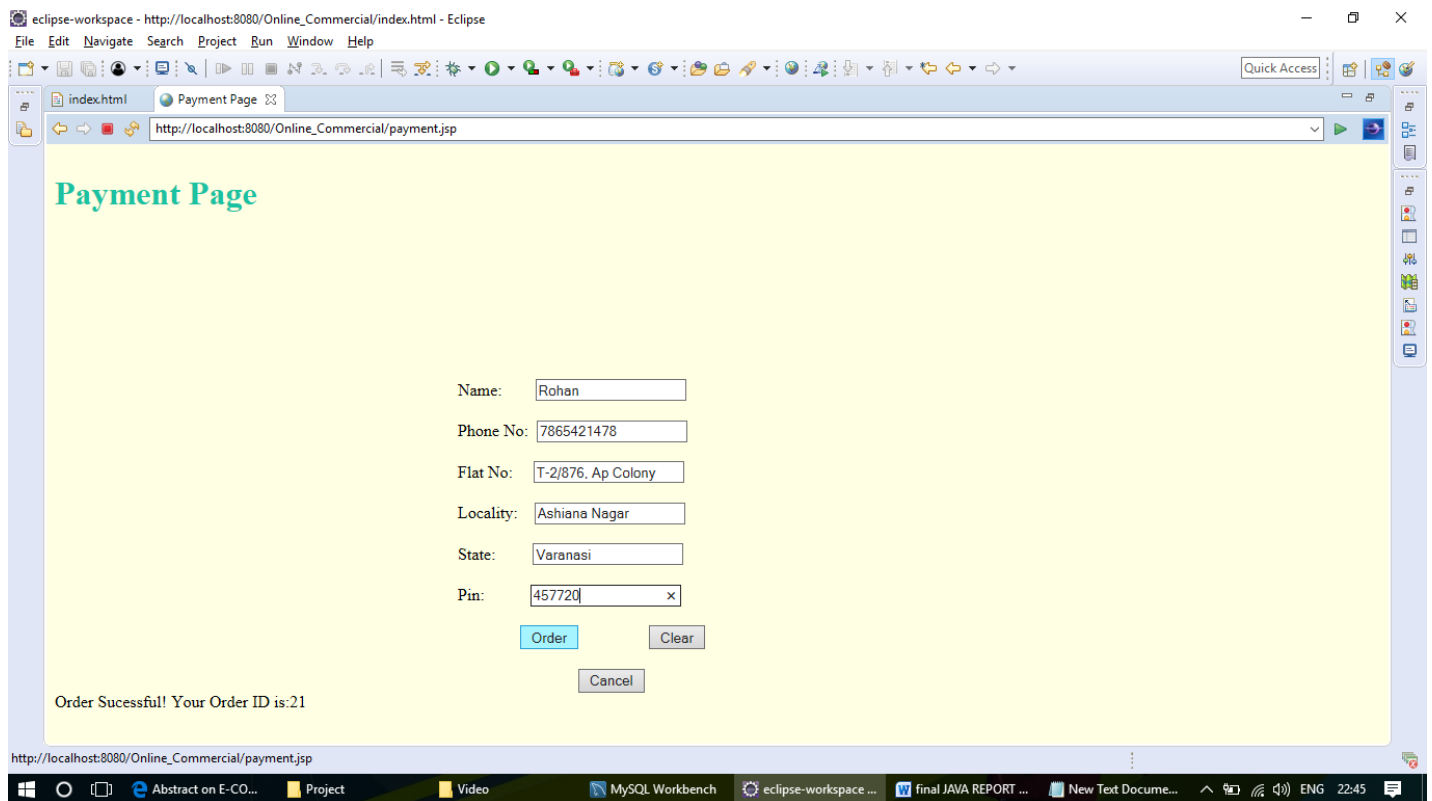 eclipse-workspace - http://localhost:8080/Online_Commercial/index.html - Eclipse
File Edit Navigate Search Project Run Window Help
Quick Access
index.html Payment Page
http://localhost:8080/Online_Commercial/payment.jsp
Payment Page
Name: Rohan
Phone No: 7865421478
Flat No: T-2/876, Ap Colony
Locality: Ashiana Nagar
State: Varanasi
Pin: 457720
Order Clear
Cancel
Order Sucessful! Your Order ID is:21
http://localhost:8080/Online_Commercial/payment.jsp
Abstract on E-CO... Project Video MySQL Workbench eclipse-workspace ... final JAVA REPORT ... New Text Docume... ENG 22:45